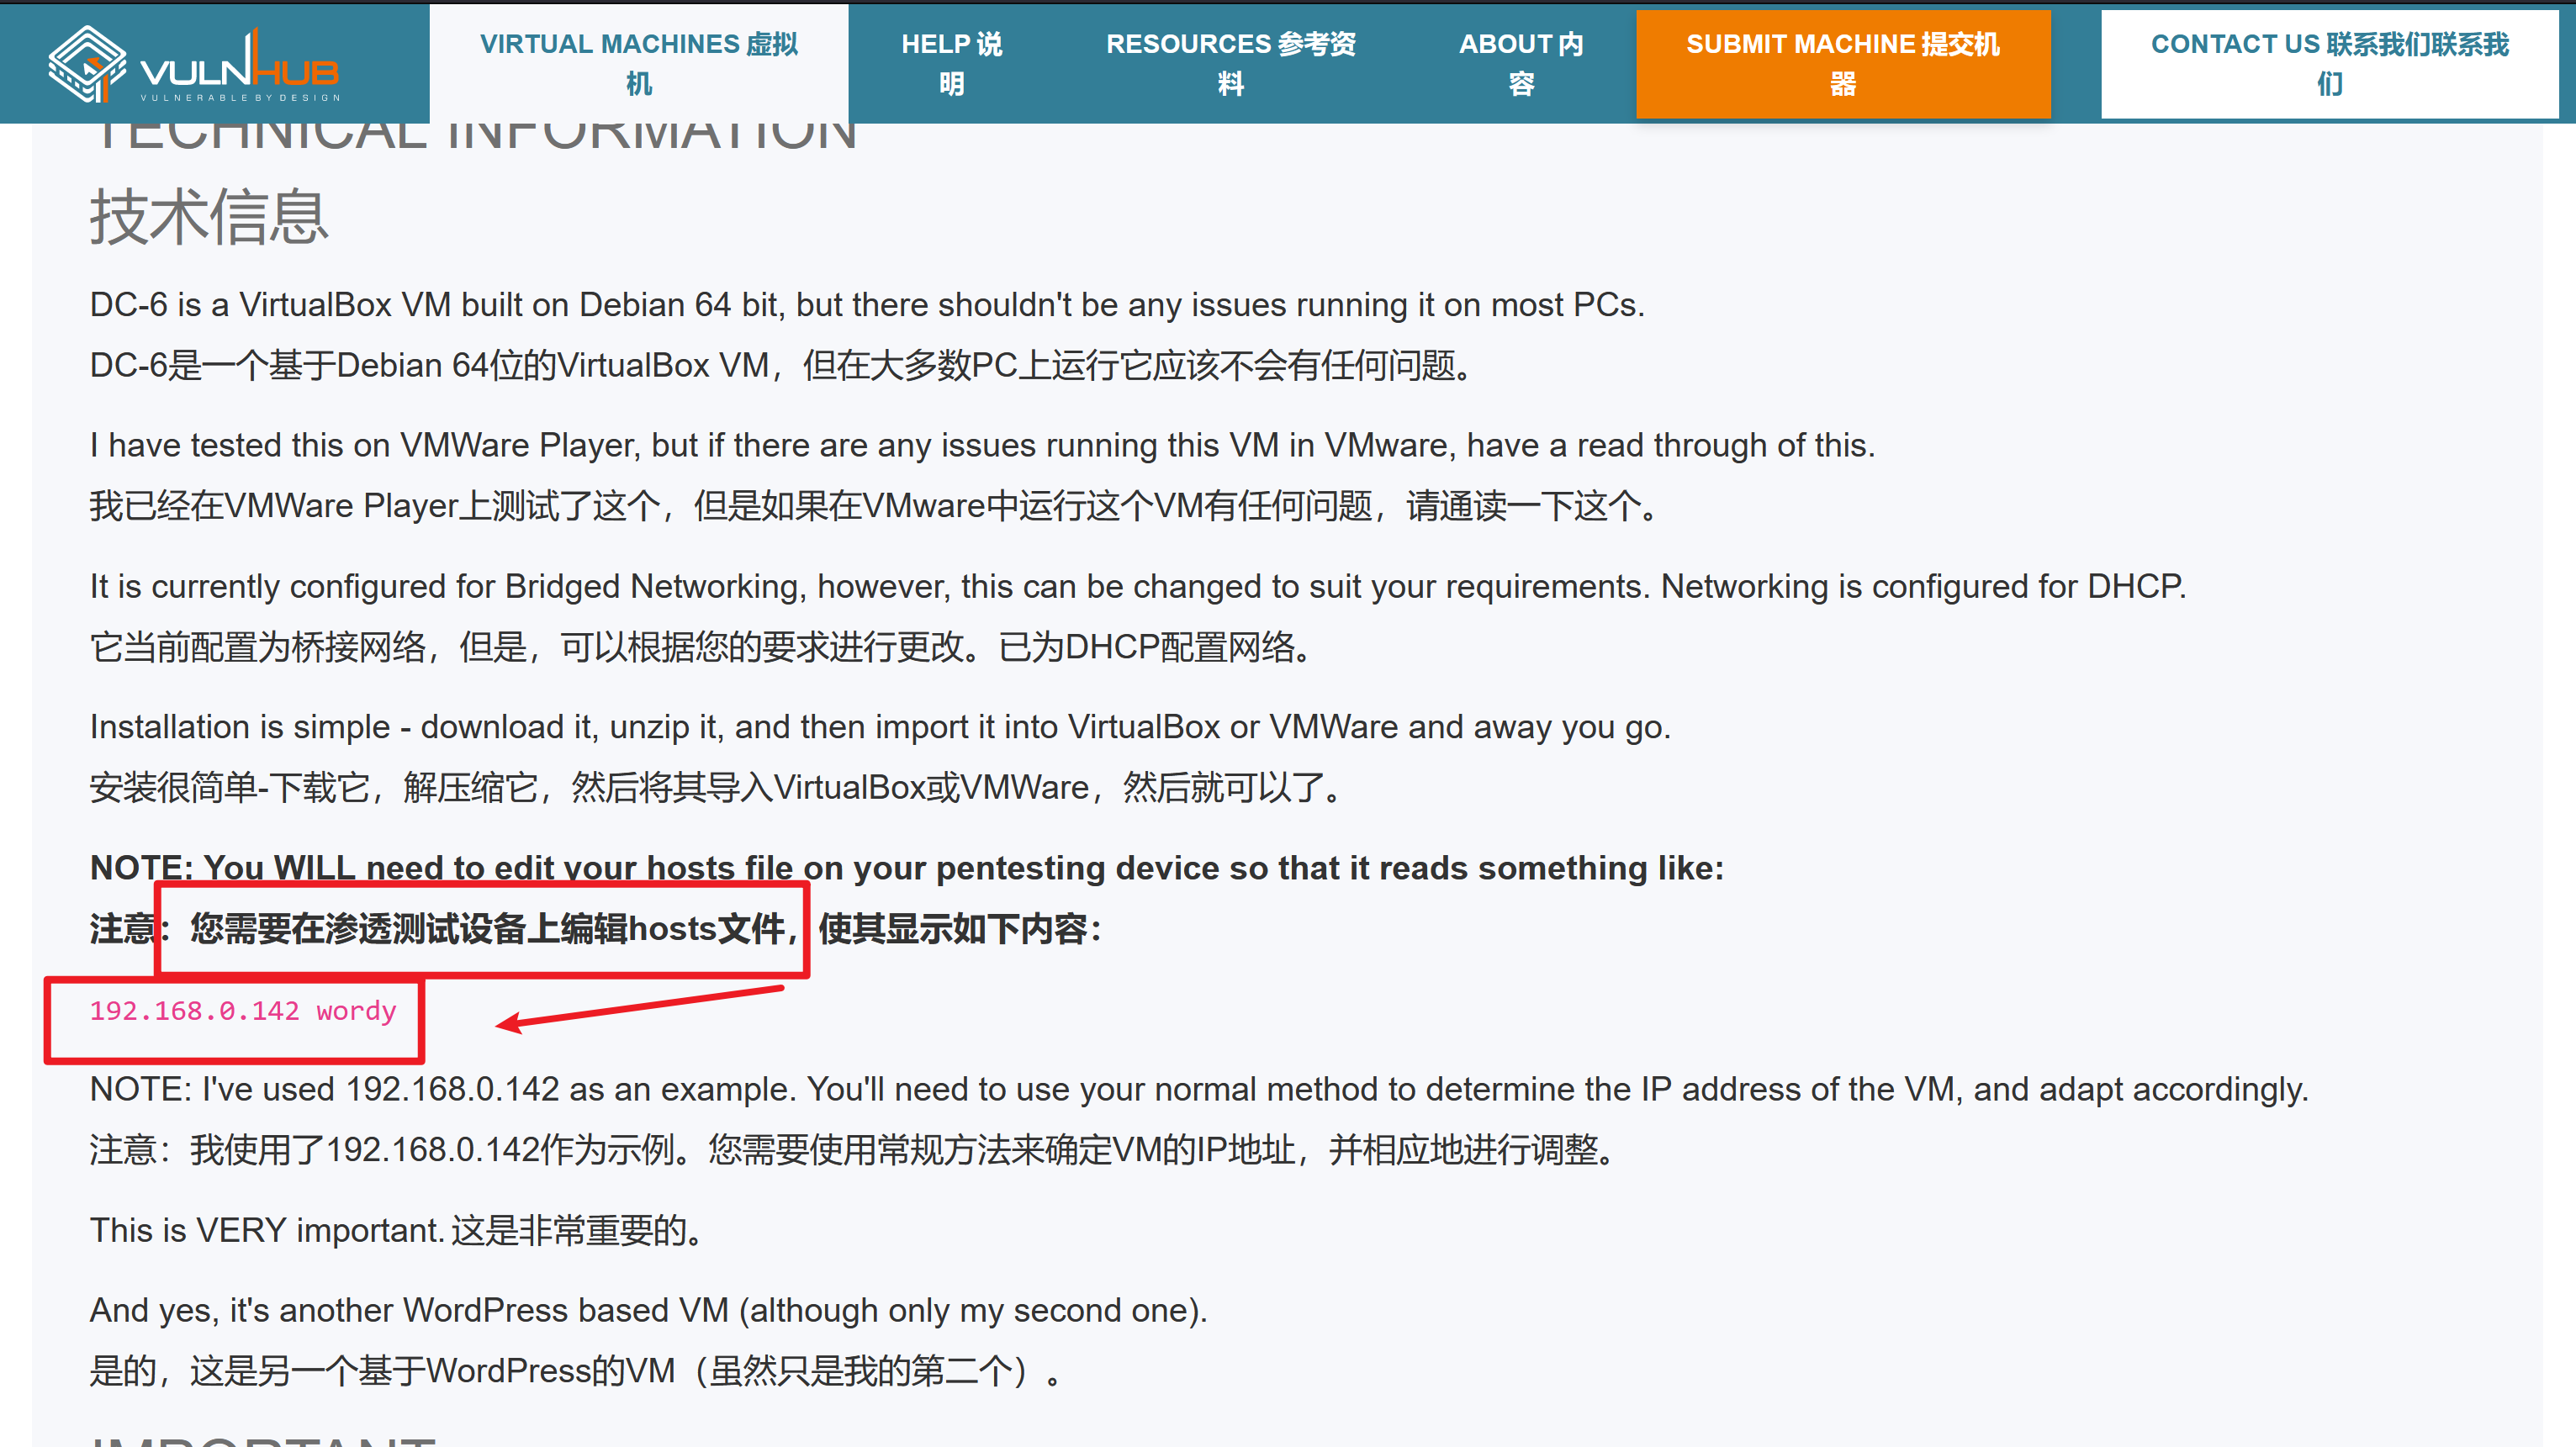 VULNHUB
VULNERABLE BY DESIGN
VIRTUAL MACHINES 虚拟
机
HELP 说
明
RESOURCES 参考资
料
ABOUT 内
容
SUBMIT MACHINE 提交机
器
CONTACT US 联系我们联系我
们
TECHNICAL INFORMATION
技术信息
DC-6 is a VirtualBox VM built on Debian 64 bit, but there shouldn't be any issues running it on most PCs.
DC-6是一个基于Debian 64位的VirtualBox VM，但在大多数PC上运行它应该不会有任何问题。
I have tested this on VMWare Player, but if there are any issues running this VM in VMware, have a read through of this.
我已经在VMWare Player上测试了这个，但是如果在VMware中运行这个VM有任何问题，请通读一下这个。
It is currently configured for Bridged Networking, however, this can be changed to suit your requirements. Networking is configured for DHCP.
它当前配置为桥接网络，但是，可以根据您的要求进行更改。已为DHCP配置网络。
Installation is simple - download it, unzip it, and then import it into VirtualBox or VMWare and away you go.
安装很简单-下载它，解压缩它，然后将其导入VirtualBox或VMWare，然后就可以了。
NOTE: You WILL need to edit your hosts file on your pentesting device so that it reads something like:
注意：您需要在渗透测试设备上编辑hosts文件，使其显示如下内容：
192.168.0.142 wordy
NOTE: I've used 192.168.0.142 as an example. You'll need to use your normal method to determine the IP address of the VM, and adapt accordingly.
注意：我使用了192.168.0.142作为示例。您需要使用常规方法来确定VM的IP地址，并相应地进行调整。
This is VERY important. 这是非常重要的。
And yes, it's another WordPress based VM (although only my second one).
是的，这是另一个基于WordPress的VM（虽然只是我的第二个）。
IMPORTANT